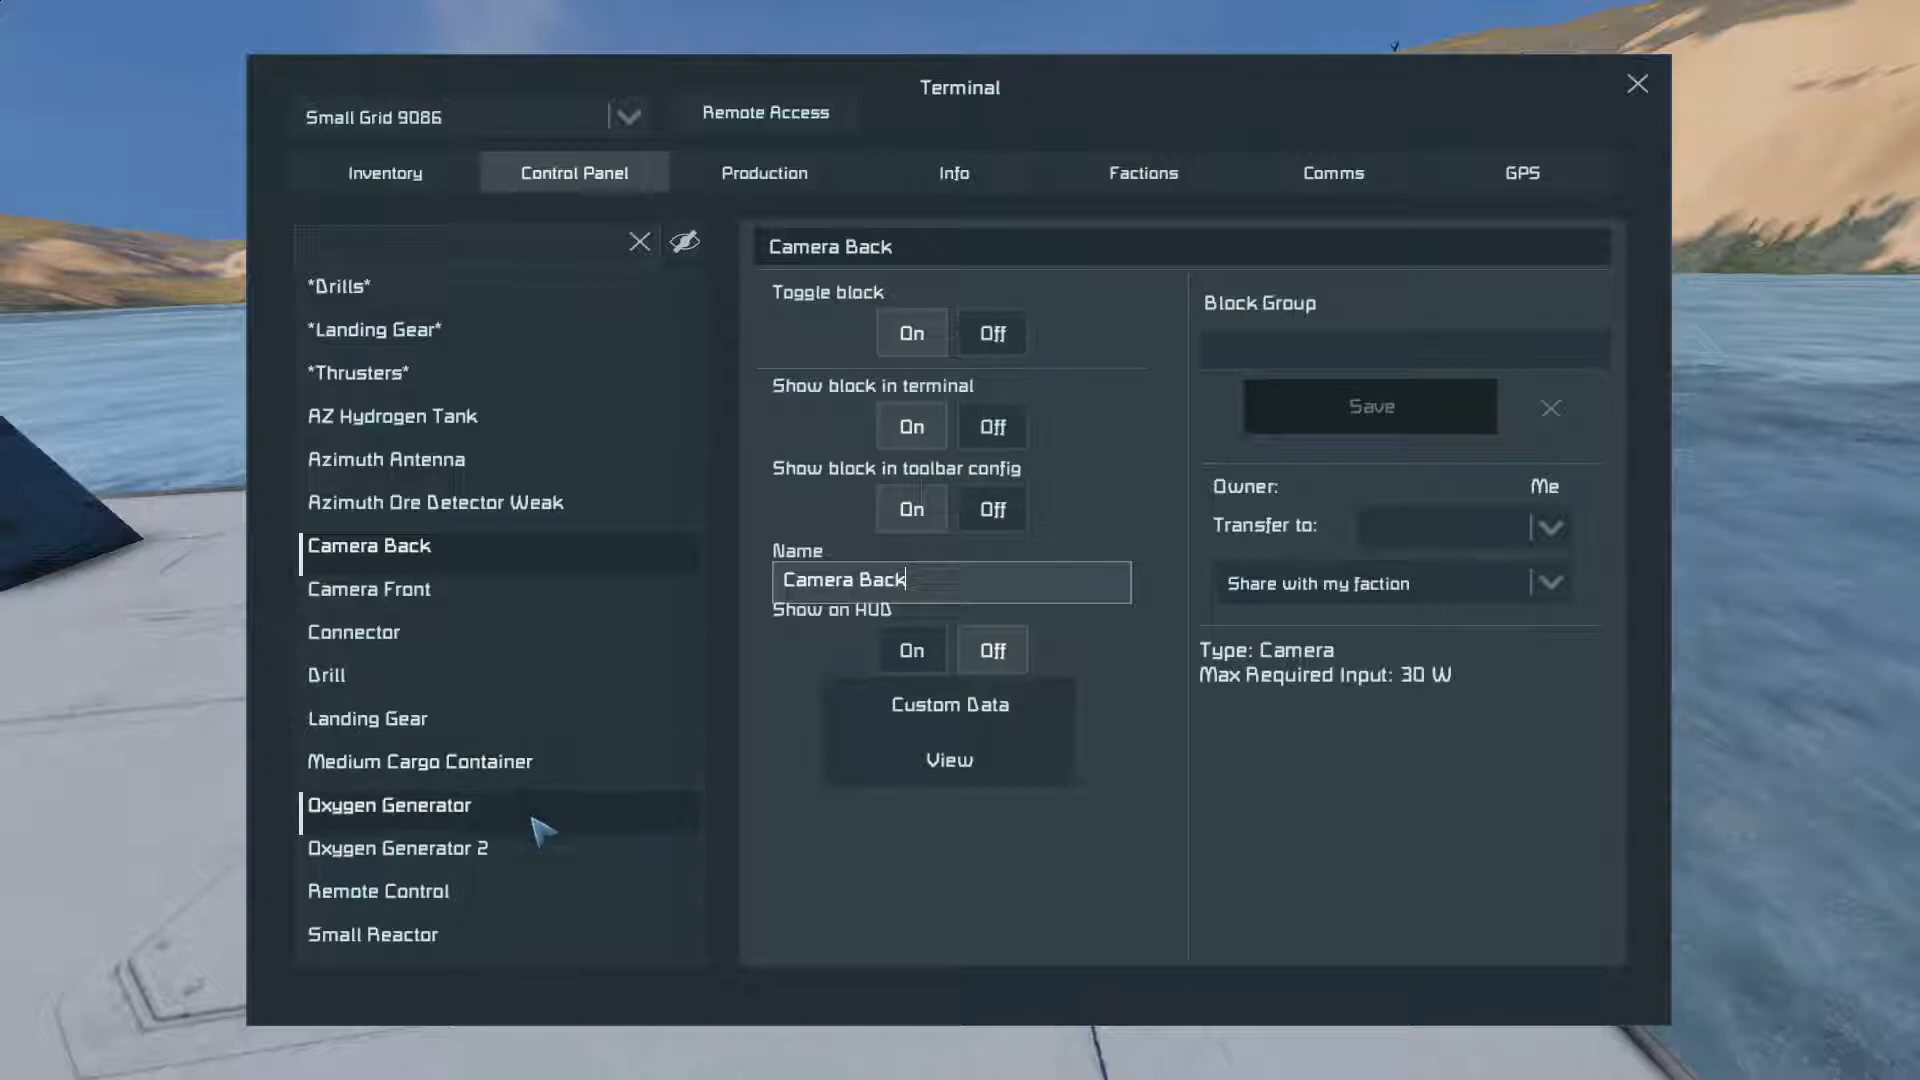 Terminal
Small Grid 9086
Remote Access
Inventory
Control Panel
Production
Info
Factions
Comms
GPS
*Drills*
*Landing Gear*
*Thrusters*
AZ Hydrogen Tank
Azimuth Antenna
Azimuth Ore Detector Weak
Camera Back
Camera Front
Connector
Drill
Landing Gear
Medium Cargo Container
Oxygen Generator
Oxygen Generator 2
Remote Control
Small Reactor
Camera Back
Toggle block
On Off
Show block in terminal
On Off
Show block in toolbar config
On Off
Name
Camera Back
Show on HUD
On Off
Custom Data
View
Block Group
Save
Owner: Me
Transfer to:
Share with my faction
Type: Camera
Max Required Input: 30 W